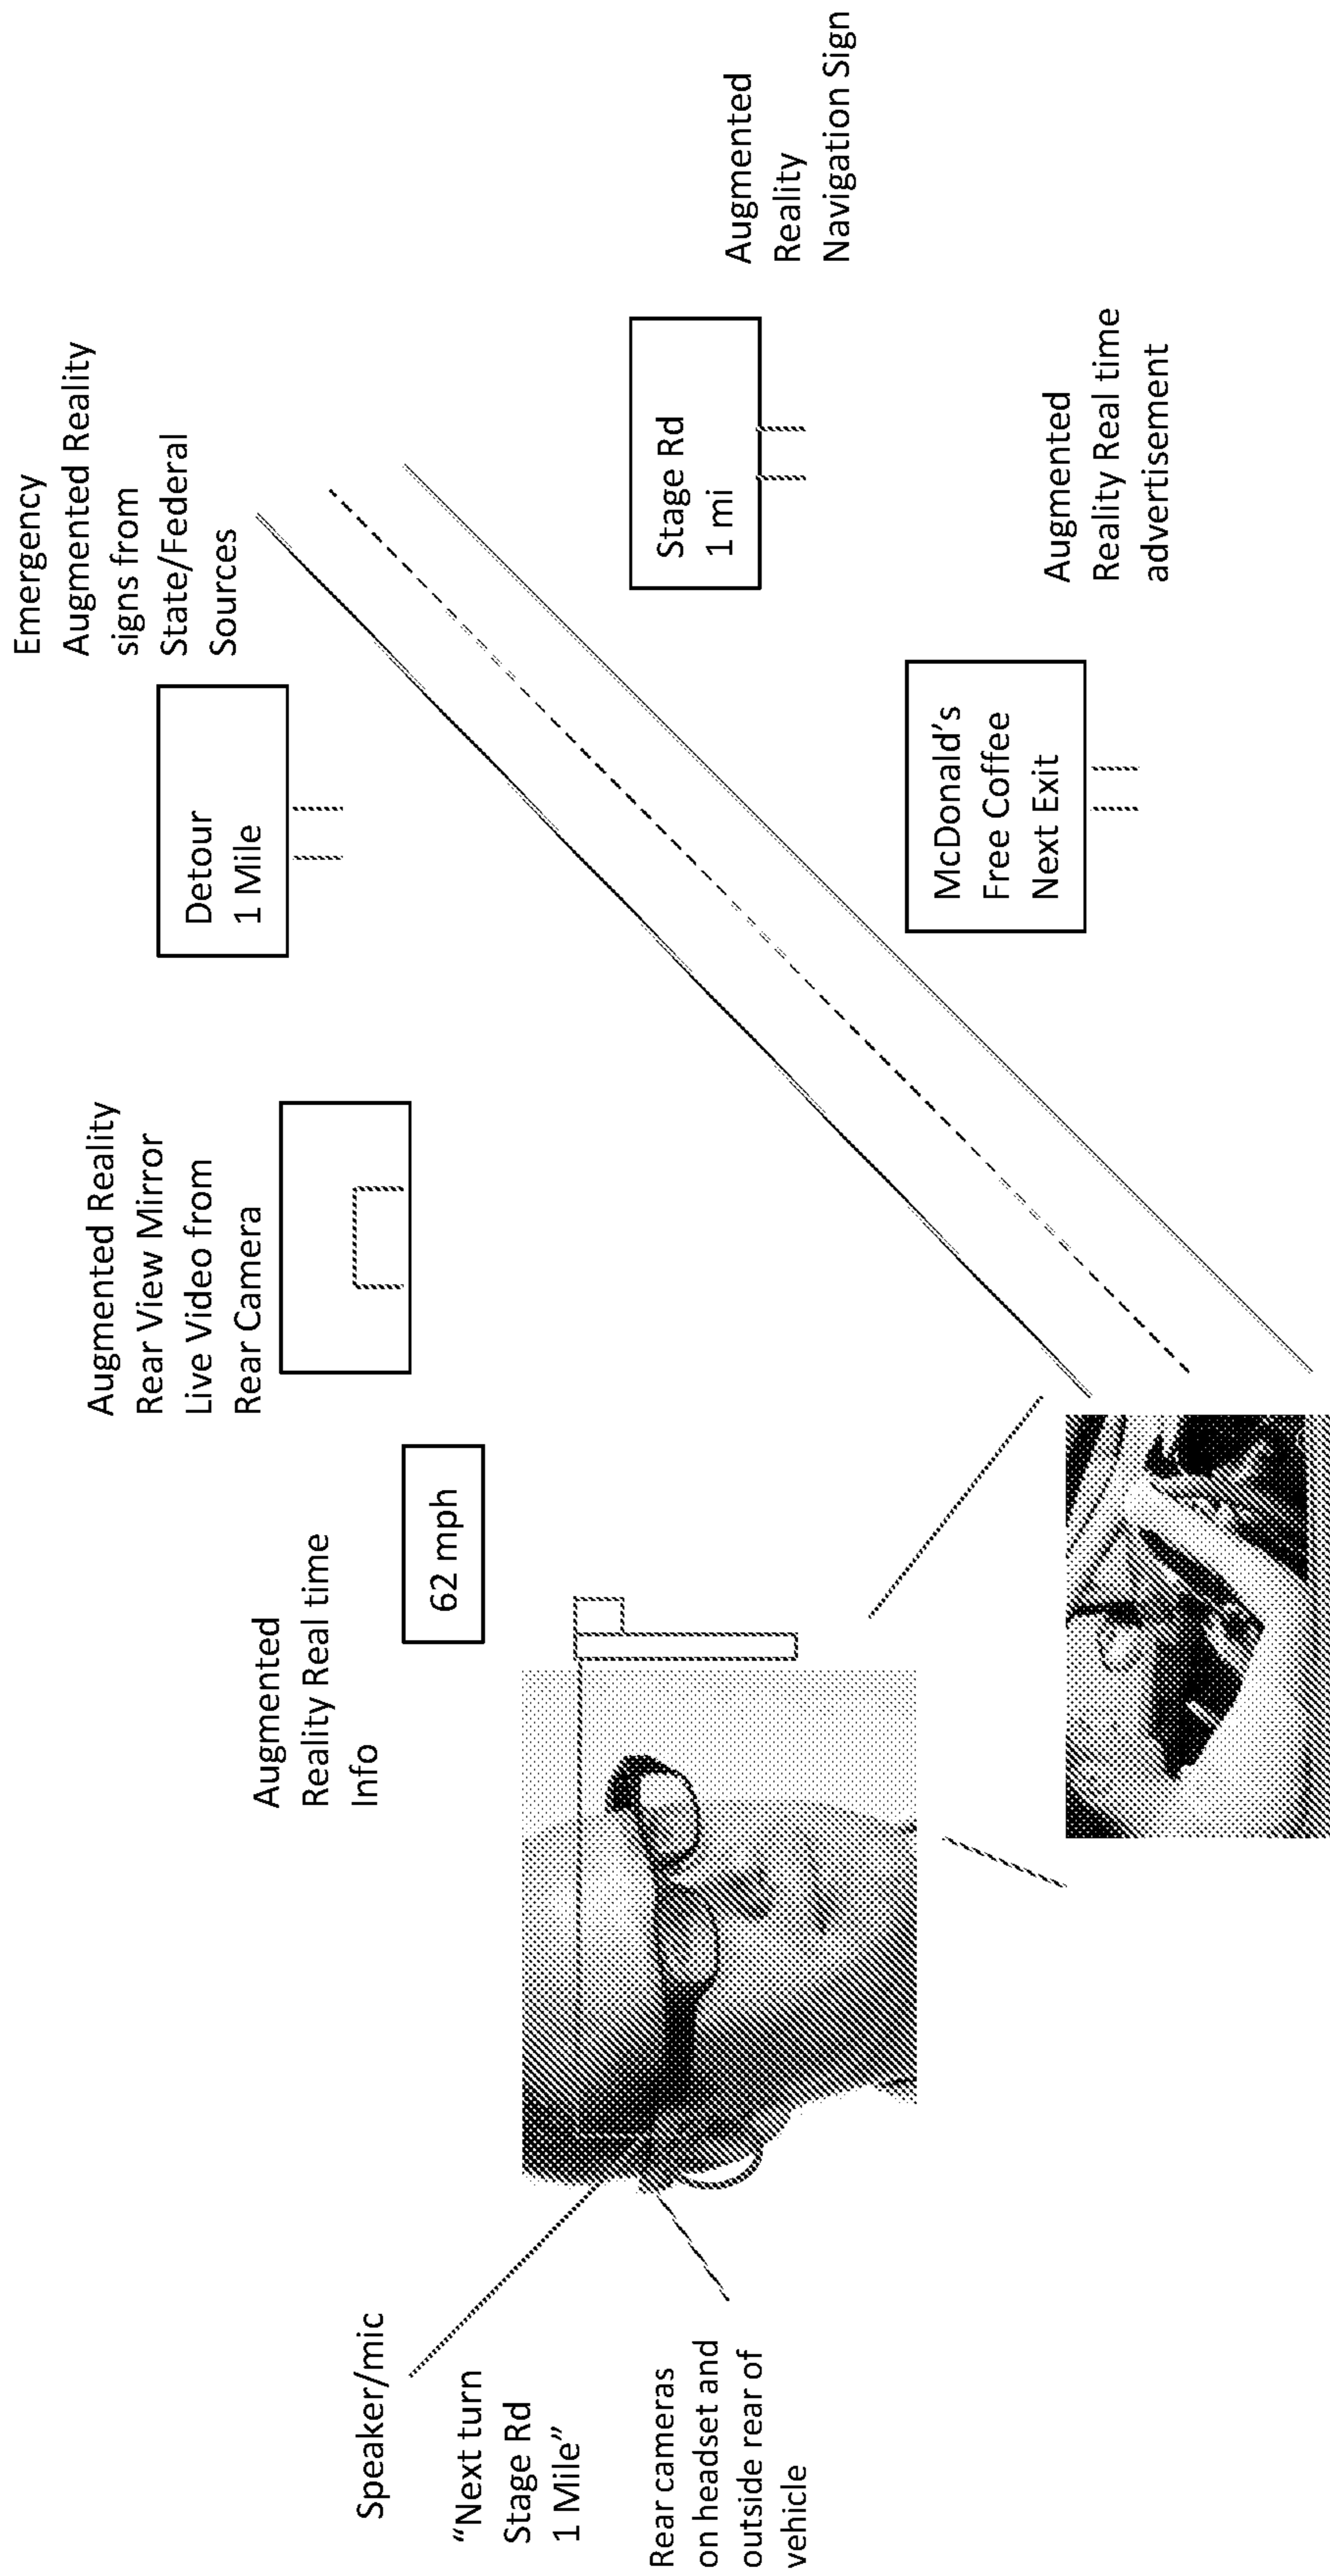 Speaker/mic
"Next turn
Stage Rd
1 Mile"
Rear cameras
on headset and
outside rear of
vehicle
Augmented
Reality Real time
Info
62 mph
Augmented Reality
Rear View Mirror
Live Video from
Rear Camera
Emergency
Augmented Reality
signs from
State/Federal
Sources
Detour
1 Mile
Stage Rd
1 mi
Augmented
Reality
Navigation Sign
McDonald's
Free Coffee
Next Exit
Augmented
Reality Real time
advertisement